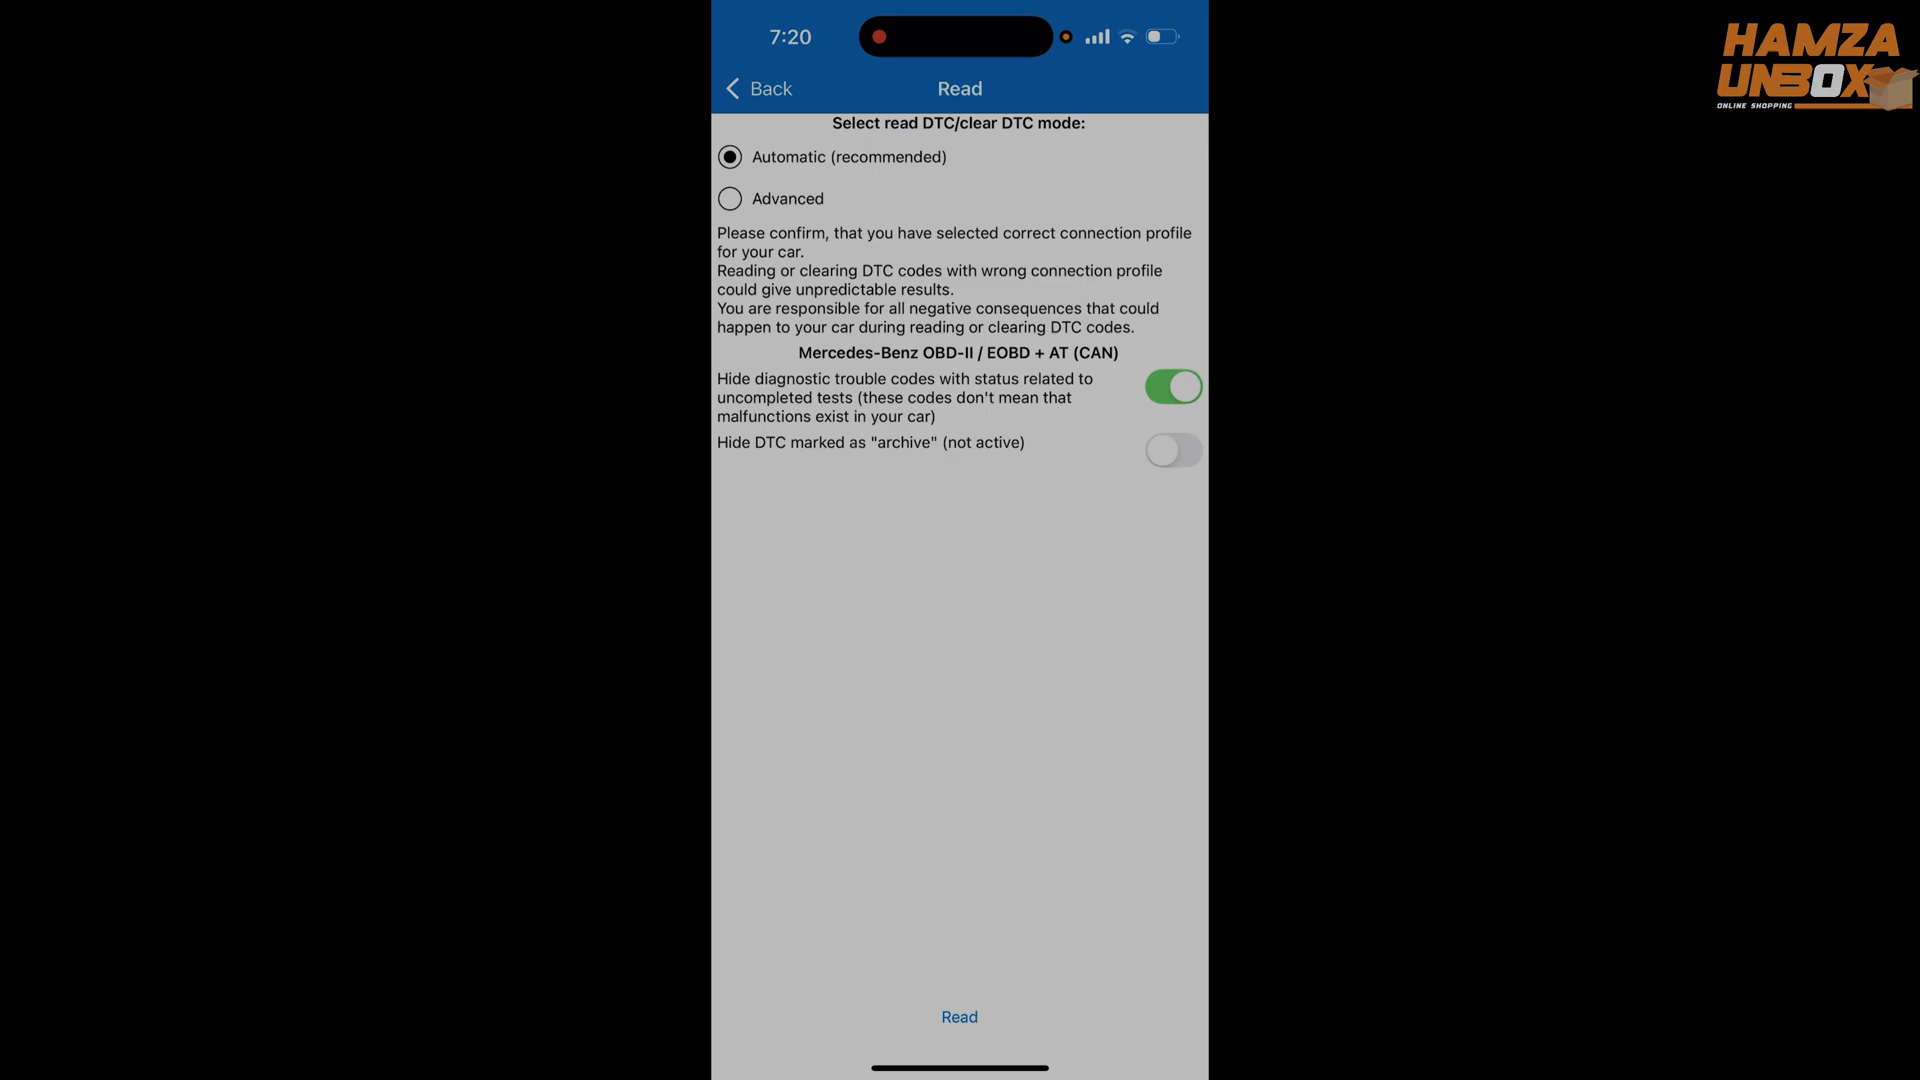 7:20
Back
Read
Select read DTC/clear DTC mode:
Automatic (recommended)
Advanced
Please confirm, that you have selected correct connection profile
for your car.
Reading or clearing DTC codes with wrong connection profile
could give unpredictable results.
You are responsible for all negative consequences that could
happen to your car during reading or clearing DTC codes.
Mercedes-Benz OBD-II / EOBD + AT (CAN)
Hide diagnostic trouble codes with status related to
uncompleted tests (these codes don't mean that
malfunctions exist in your car)
Hide DTC marked as "archive" (not active)
Read
HAMZA
UNBOX
ONLINE SHOPPING